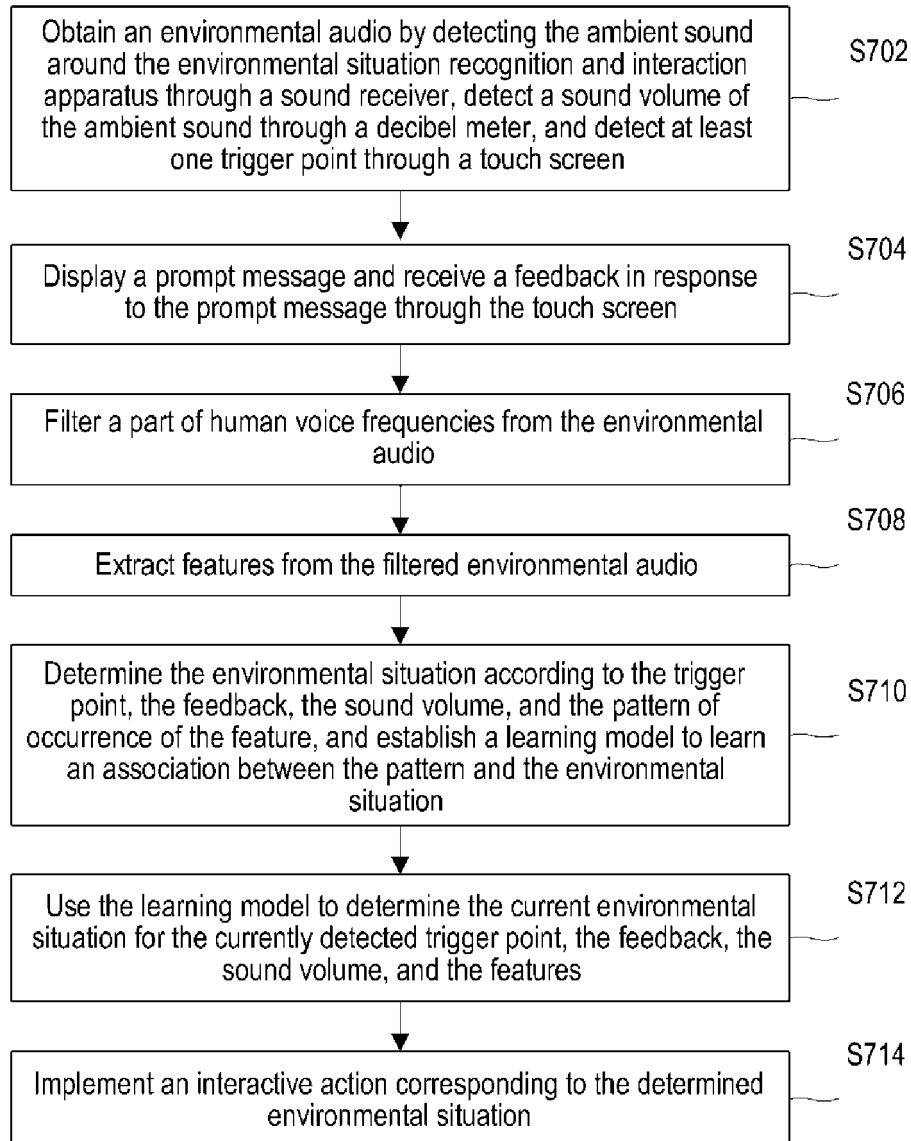 Obtain an environmental audio by detecting the ambient sound
around the environmental situation recognition and interaction
apparatus through a sound receiver, detect a sound volume of
the ambient sound through a decibel meter, and detect at least
one trigger point through a touch screen
S702
Display a prompt message and receive a feedback in response
to the prompt message through the touch screen
S704
Filter a part of human voice frequencies from the environmental
audio
S706
Extract features from the filtered environmental audio
S708
Determine the environmental situation according to the trigger
point, the feedback, the sound volume, and the pattern of
occurrence of the feature, and establish a learning model to learn
an association between the pattern and the environmental
situation
S710
Use the learning model to determine the current environmental
situation for the currently detected trigger point, the feedback, the
sound volume, and the features
S712
Implement an interactive action corresponding to the determined
environmental situation
S714